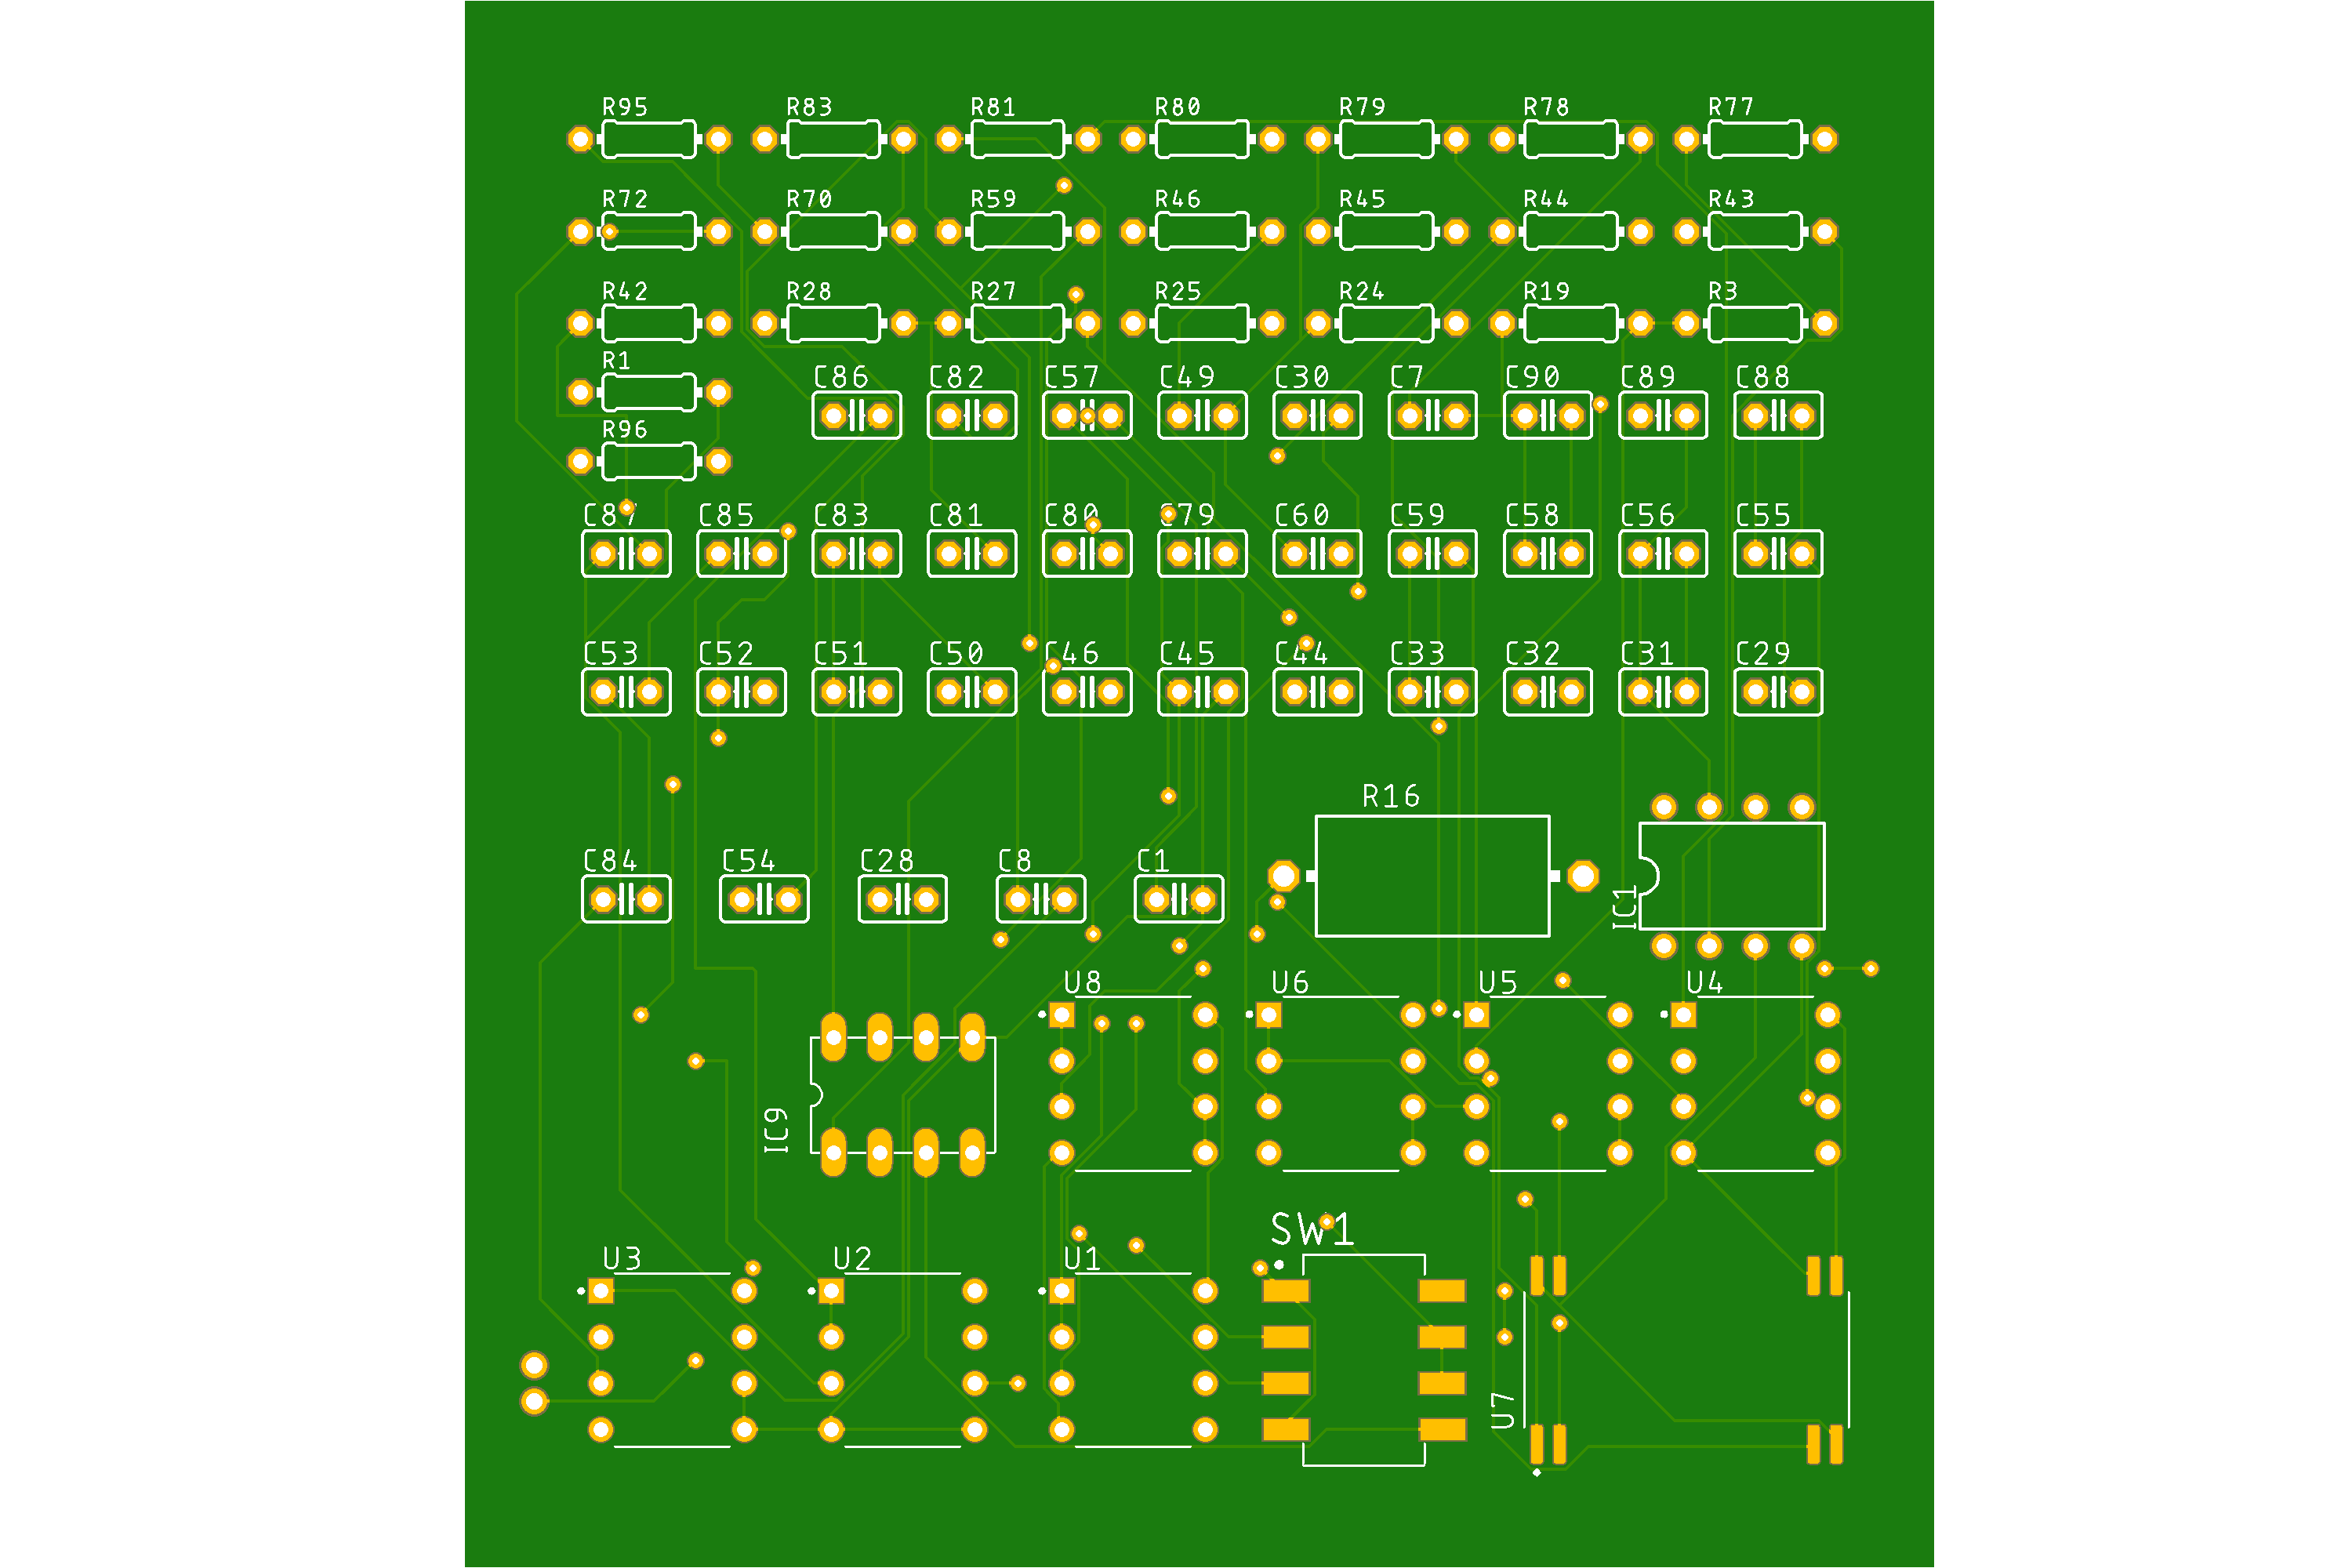 R95 R83 R81 R80 R79 R78 R77
R72 R70 R59 R46 R45 R44 R43
R42 R28 R27 R25 R24 R19 R3
R1 C86 C82 C57 C49 C30 C7 C90 C89 C88
R96
C87 C85 C83 C81 C80 C79 C60 C59 C58 C56 C55
C53 C52 C51 C50 C46 C45 C44 C33 C32 C31 C29
R16
C84 C54 C28 C8 C1 IC1
U8 U6 U5 U4
IC9
SW1
U3 U2 U1
U7